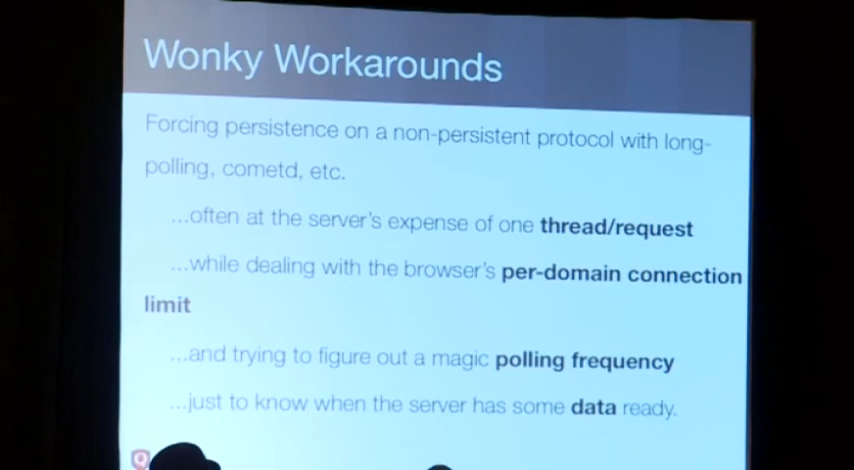 Wonky Workarounds
Forcing persistence on a non-persistent protocol with long-
polling, cometd, etc.
...often at the server's expense of one thread/request
...while dealing with the browser's per-domain connection
limit
...and trying to figure out a magic polling frequency
...just to know when the server has some data ready.
Q